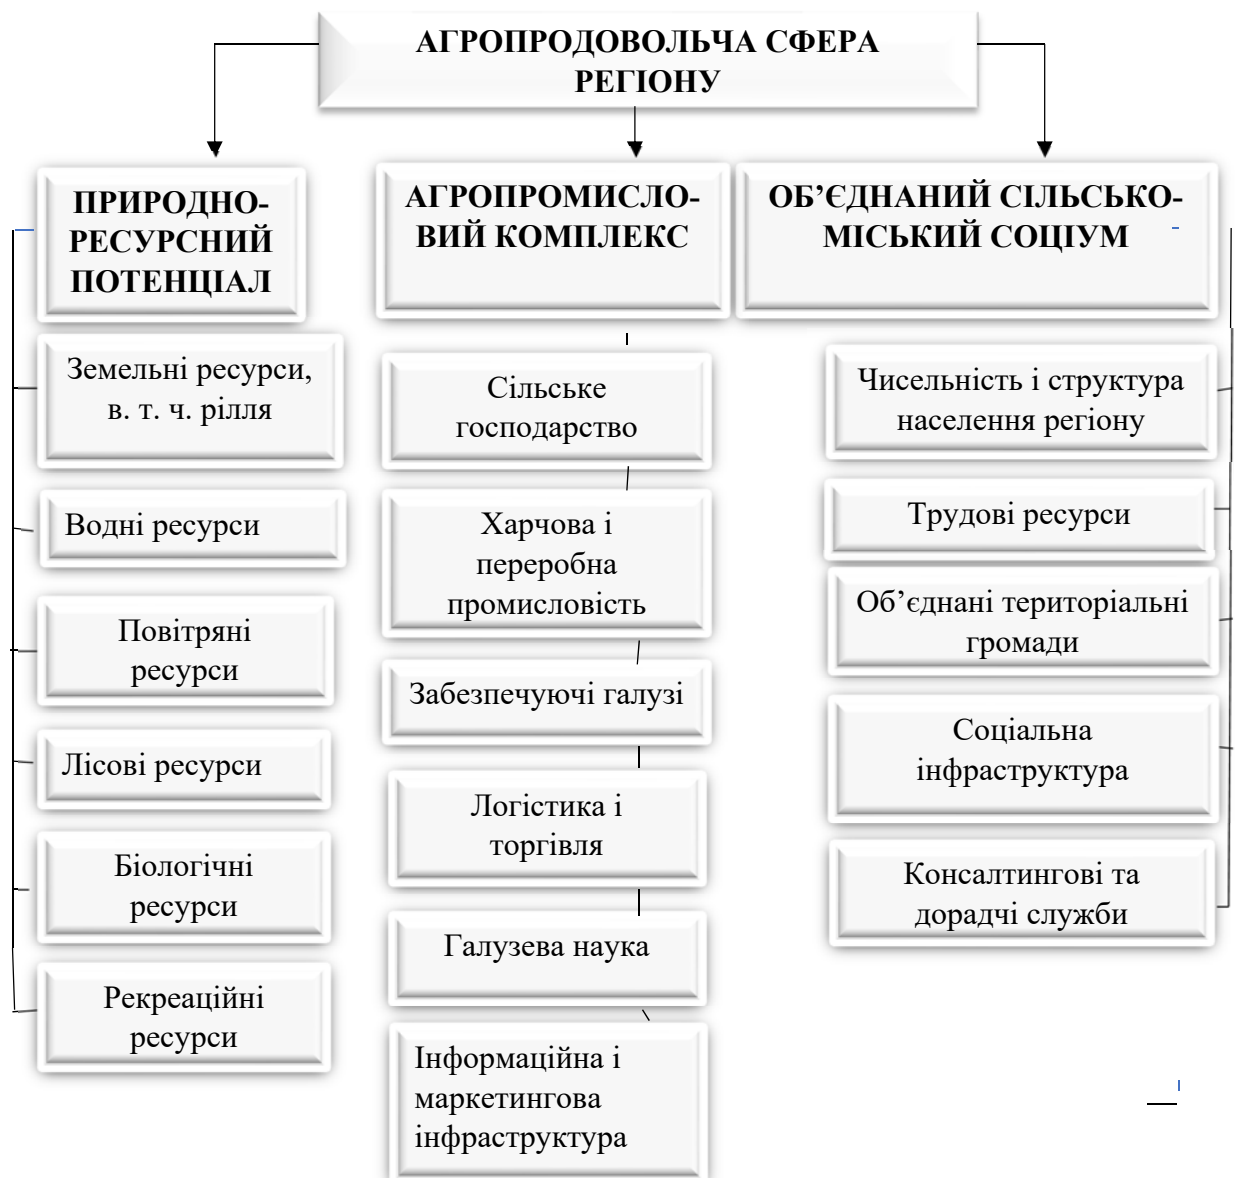 АГРОПРОДОВОЛЬЧА СФЕРА
РЕГІОНУ
ПРИРОДНО-
РЕСУРСНИЙ
ПОТЕНЦІАЛ
Земельні ресурси,
в. т. ч. рілля
Водні ресурси
Повітряні
ресурси
Лісові ресурси
Біологічні
ресурси
Рекреаційні
ресурси
АГРОПРОМИСЛО-
ВИЙ КОМПЛЕКС
Сільське
господарство
Харчова і
переробна
промисловість
Забезпечуючі галузі
Логістика і
торгівля
Галузева наука
Інформаційна і
маркетингова
інфраструктура
ОБ’ЄДНАНИЙ СІЛЬСЬКО-
МІСЬКИЙ СОЦІУМ
Чисельність і структура
населення регіону
Трудові ресурси
Об’єднані територіальні
громади
Соціальна
інфраструктура
Консалтингові та
дорадчі служби